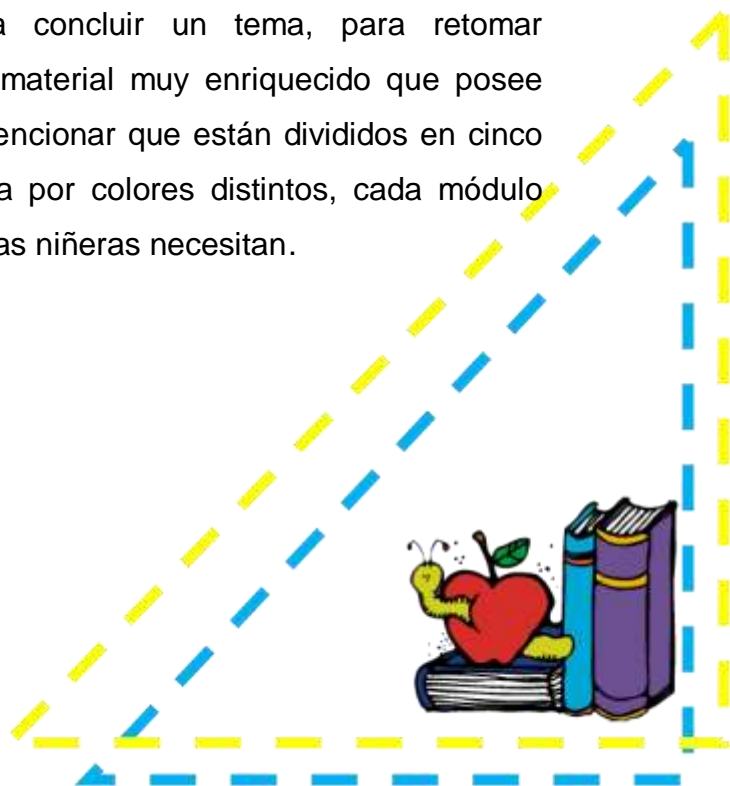 a concluir un tema, para retomar
material muy enriquecido que posee
encionar que están divididos en cinco
a por colores distintos, cada módulo
as niñeras necesitan.